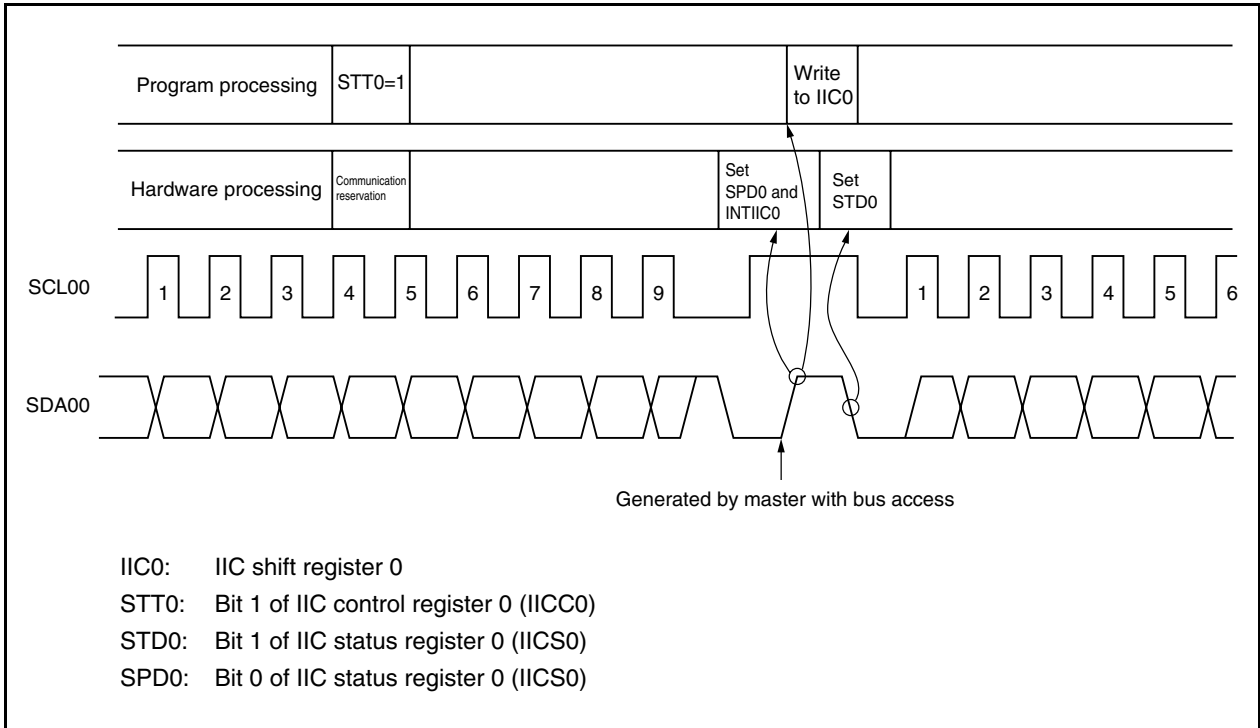 Program processing
STT0=1
Write
to IIC0
Hardware processing
Communication
reservation
Set
SPD0 and
INTIIC0
Set
STD0
SCL00
1 2 3 4 5 6 7 8 9 1 2 3 4 5 6
SDA00
Generated by master with bus access
IIC0: IIC shift register 0
STT0: Bit 1 of IIC control register 0 (IICC0)
STD0: Bit 1 of IIC status register 0 (IICS0)
SPD0: Bit 0 of IIC status register 0 (IICS0)